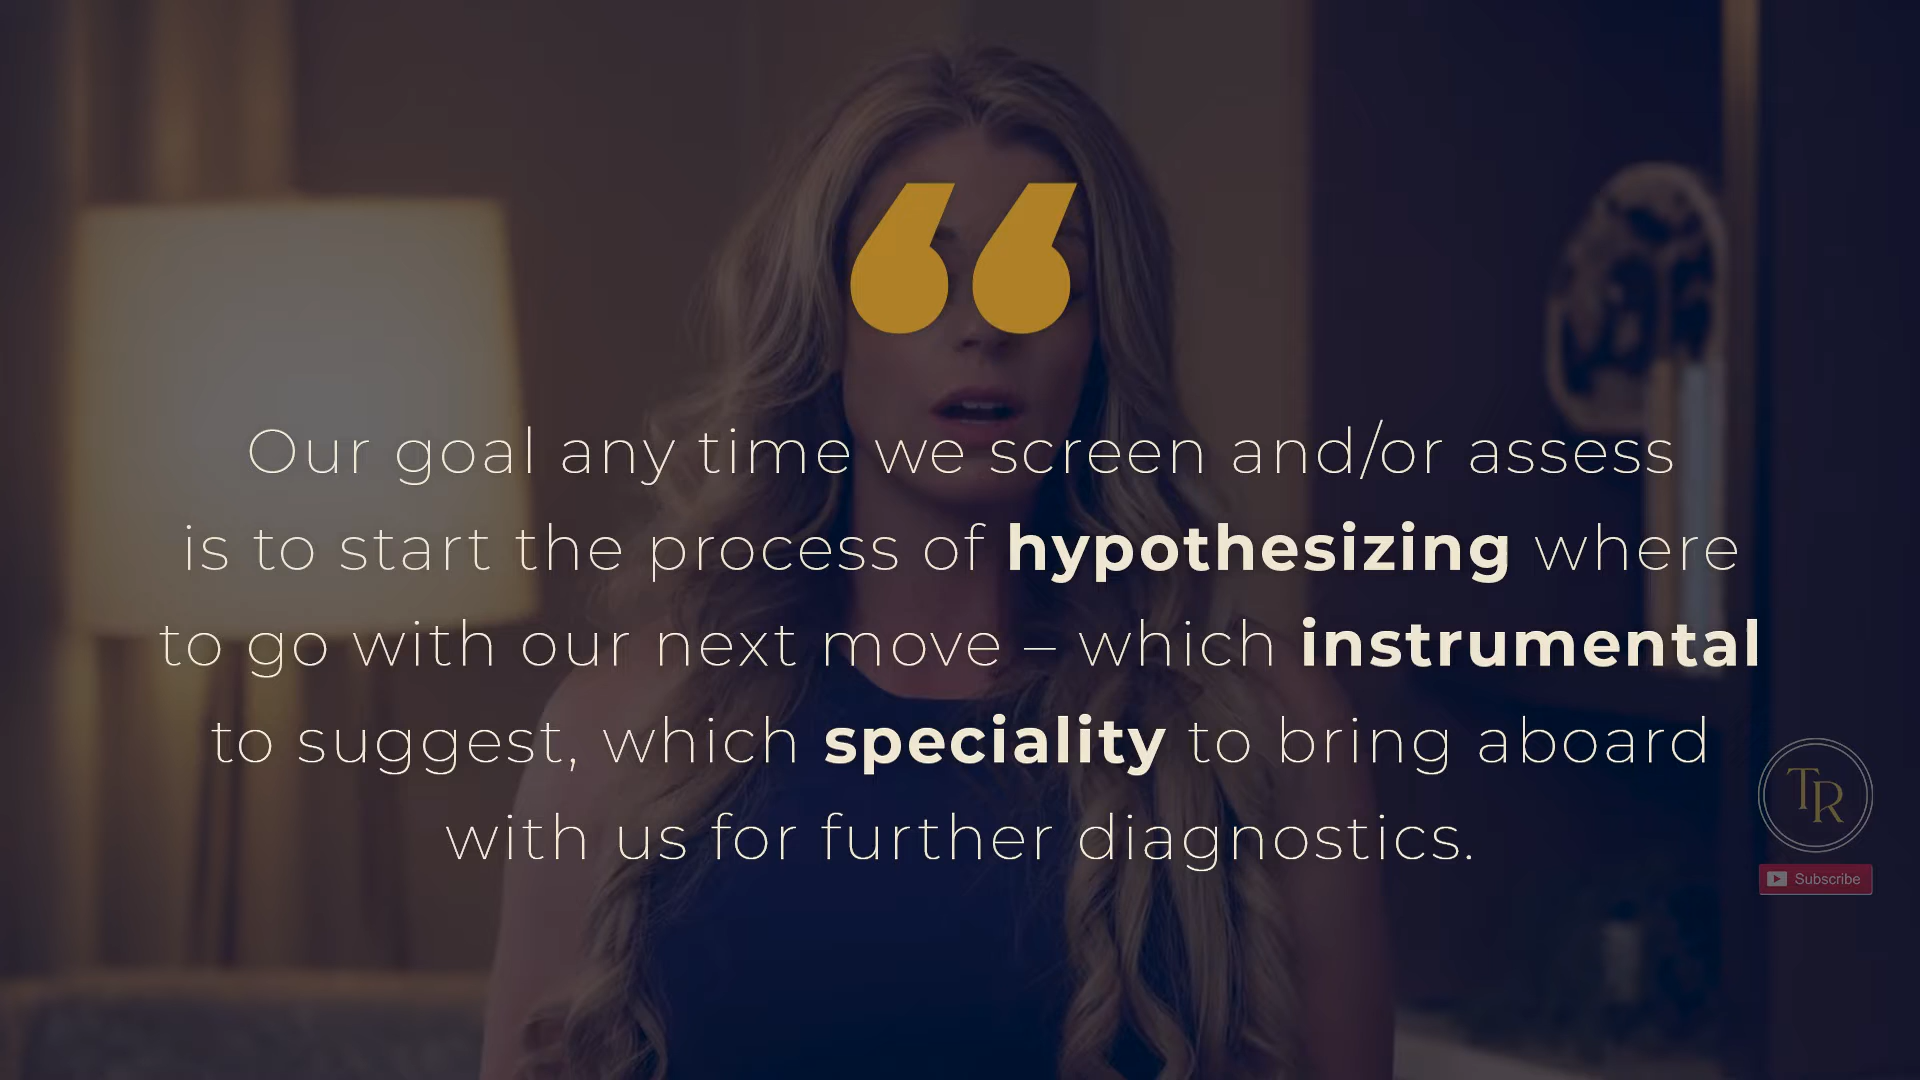 Our goal any time we screen and/or assess
is to start the process of hypothesizing where
to go with our next move – which instrumental
to suggest, which speciality to bring aboard
with us for further diagnostics.
TR
Subscribe